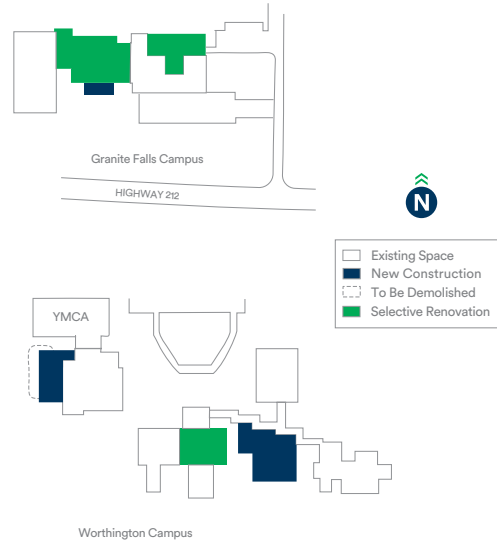 Granite Falls Campus
HIGHWAY 212
N
Existing Space
New Construction
To Be Demolished
Selective Renovation
YMCA
Worthington Campus